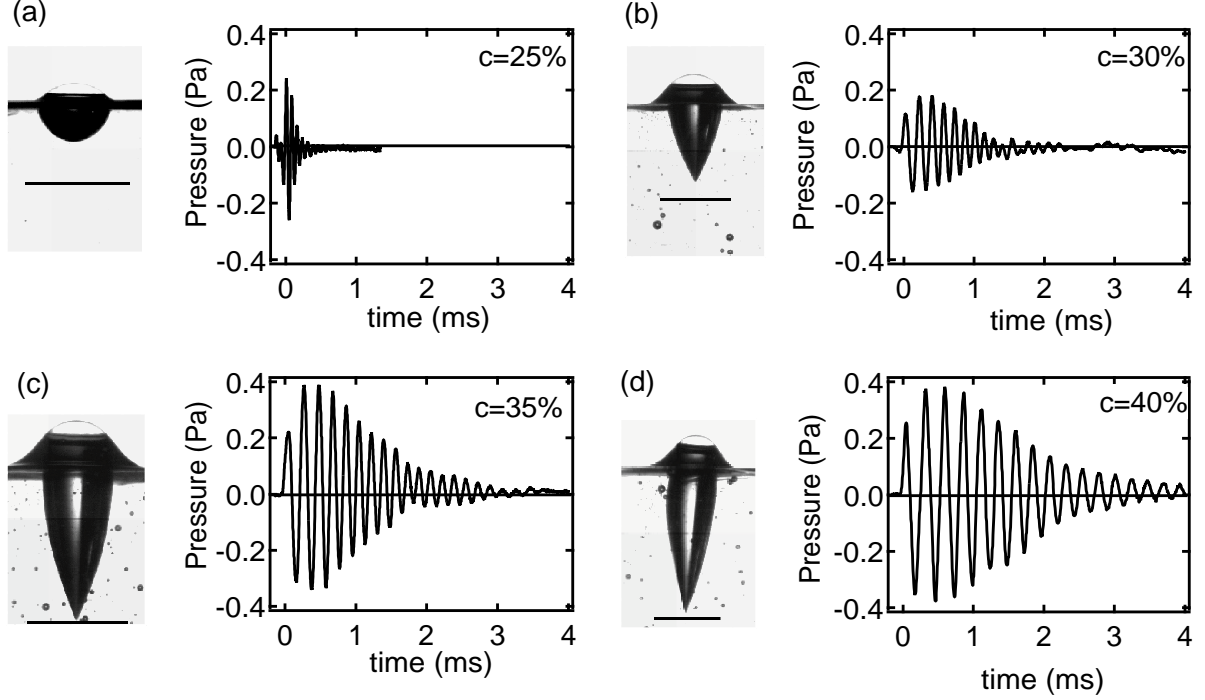 (a)
0.4
0.2
0.0
-0.2
-0.4
Pressure (Pa)
c=25%
0 1 2 3 4
time (ms)
(b)
0.4
0.2
0.0
-0.2
-0.4
Pressure (Pa)
c=30%
0 1 2 3 4
time (ms)
(c)
0.4
0.2
0.0
-0.2
-0.4
Pressure (Pa)
c=35%
0 1 2 3 4
time (ms)
(d)
0.4
0.2
0.0
-0.2
-0.4
Pressure (Pa)
c=40%
0 1 2 3 4
time (ms)